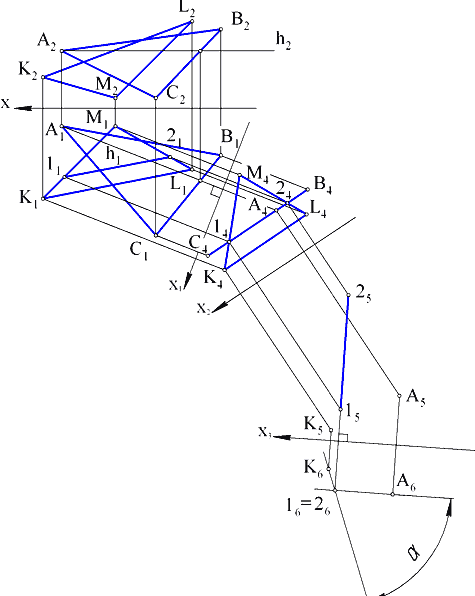 L₂
B₂
A₂
h₂
K₂
M₂
C₂
X
M₁
A₁
2₁
B₁
h₁
1₁
L₁
M₄
2₄
B₄
K₁
A₄
L₄
1₄
C₁
C₄
K₄
X₁
X₂
2₅
A₅
1₅
K₅
X₃
K₆
A₆
1₆=2₆
α